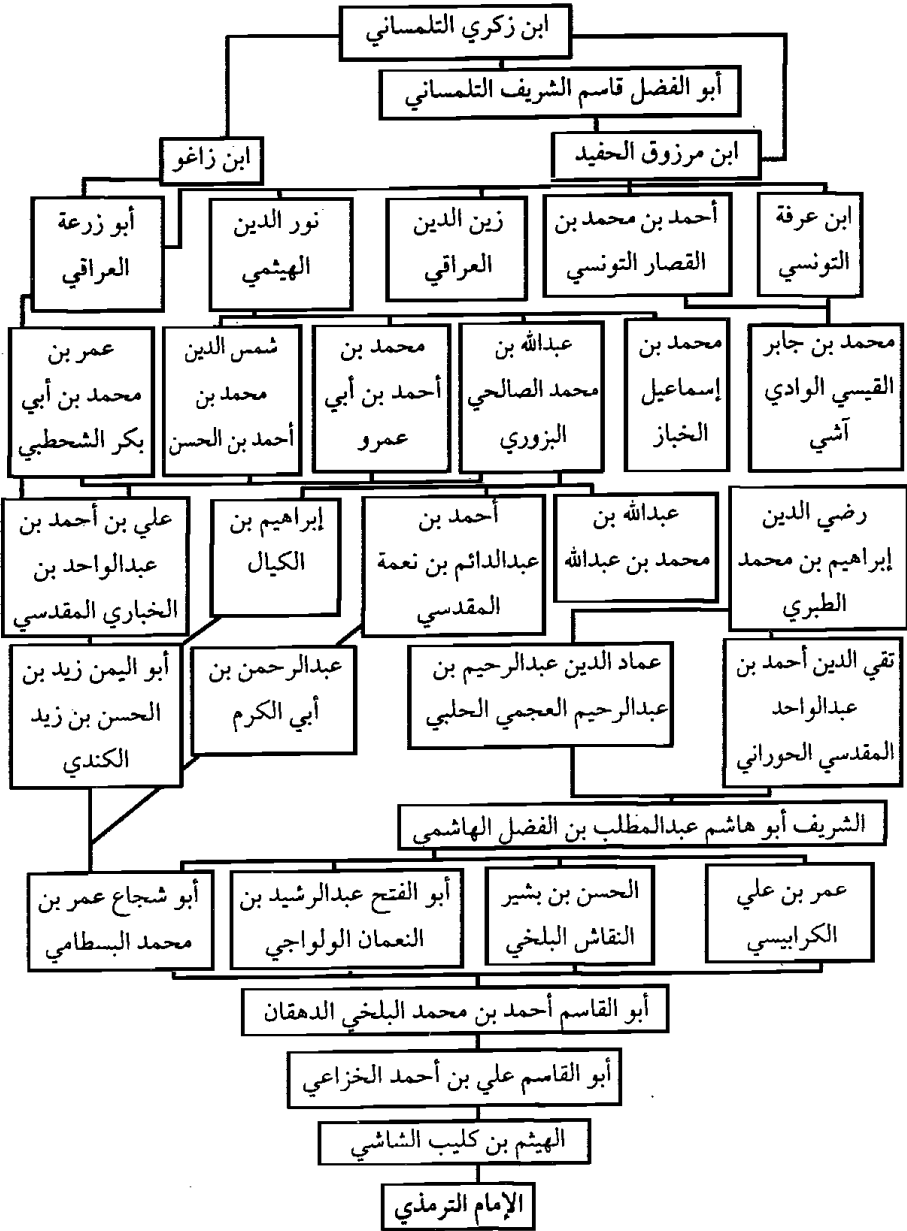 ابن زكري التلمساني
أبو الفضل قاسم الشريف التلمساني
ابن مرزوق الحفيد
ابن زاغو
ابن عرفة
التونسي
أحمد بن محمد بن
القصار التونسي
زين الدين
العراقي
نور الدين
الهيثمي
أبو زرعة
العراقي
محمد بن جابر
القيسي الوادي
آشي
محمد بن
إسماعيل
الخباز
عبدالله بن
محمد الصالحي
البزوري
محمد بن
أحمد بن أبي
عمرو
شمس الدين
محمد بن
أحمد بن الحسن
عمر بن
محمد بن أبي
بكر الشحطبي
رضي الدين
إبراهيم بن محمد
الطبري
عبدالله بن
محمد بن عبدالله
أحمد بن
عبدالدائم بن نعمة
المقدسي
إبراهيم بن
الكيال
علي بن أحمد بن
عبدالواحد بن
الخباري المقدسي
تقي الدين أحمد بن
عبدالواحد
المقدسي الحوراني
عماد الدين عبدالرحيم بن
عبدالرحيم العجمي الحلبي
عبدالرحمن بن
أبي الكرم
أبو اليمن زيد بن
الحسن بن زيد
الكندي
الشريف أبو هاشم عبدالمطلب بن الفضل الهاشمي
عمر بن علي
الكرابيسي
الحسن بن بشير
النقاش البلخي
أبو الفتح عبدالرشيد بن
النعمان الولواجي
أبو شجاع عمر بن
محمد البسطامي
أبو القاسم أحمد بن محمد البلخي الدهقان
أبو القاسم علي بن أحمد الخزاعي
الهيثم بن كليب الشاشي
الإمام الترمذي